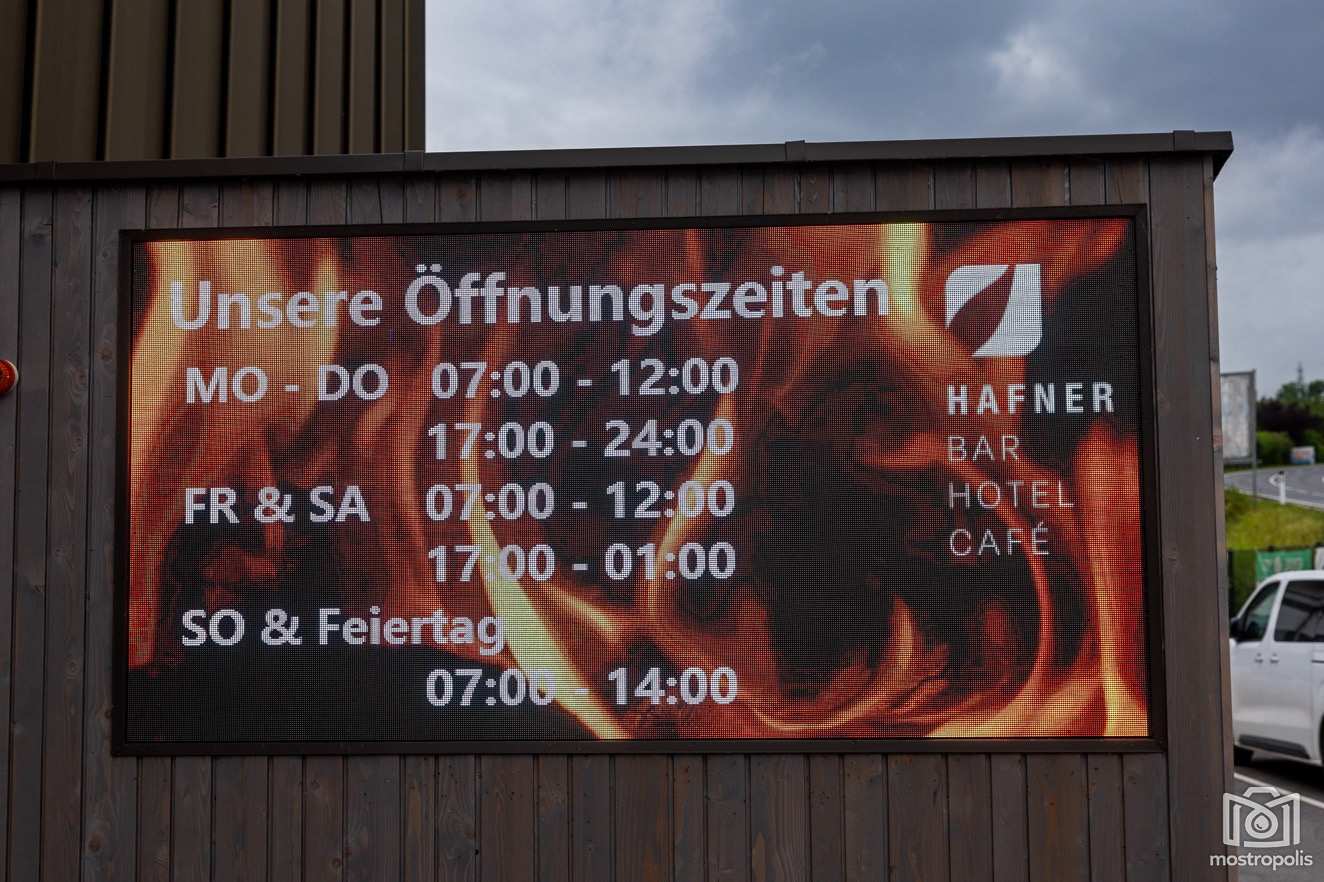 Unsere Öffnungszeiten
MO - DO 07:00 - 12:00
17:00 - 24:00
FR & SA 07:00 - 12:00
17:00 - 01:00
SO & Feiertag
07:00 - 14:00
HAFNER
BAR
HOTEL
CAFÉ
mostropolis